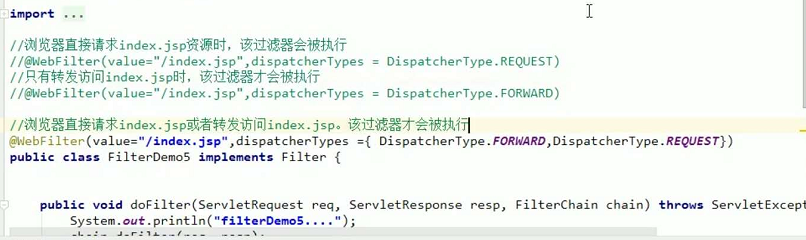 import ...
//浏览器直接请求index.jsp资源时，该过滤器会被执行
//@WebFilter(value="/index.jsp",dispatcherTypes = DispatcherType.REQUEST)
//只有转发访问index.jsp时，该过滤器才会被执行
//@WebFilter(value="/index.jsp",dispatcherTypes = DispatcherType.FORWARD)
//浏览器直接请求index.jsp或者转发访问index.jsp。该过滤器才会被执行
@WebFilter(value="/index.jsp",dispatcherTypes ={ DispatcherType.FORWARD,DispatcherType.REQUEST})
public class FilterDemo5 implements Filter {
public void doFilter(ServletRequest req, ServletResponse resp, FilterChain chain) throws ServletExcept
System.out.println("filterDemo5....");